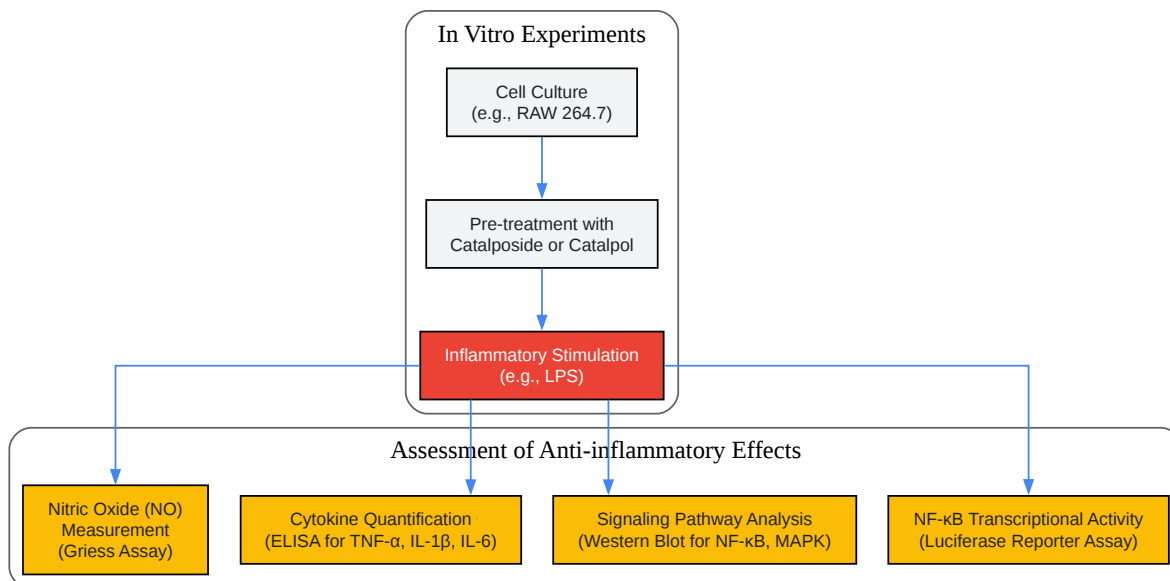 In Vitro Experiments
Cell Culture
(e.g., RAW 264.7)
Pre-treatment with
Catalposide or Catalpol
Inflammatory Stimulation
(e.g., LPS)
Assessment of Anti-inflammatory Effects
Nitric Oxide (NO)
Measurement
(Griess Assay)
Cytokine Quantification
(ELISA for TNF-α, IL-1β, IL-6)
Signaling Pathway Analysis
(Western Blot for NF-κB, MAPK)
NF-κB Transcriptional Activity
(Luciferase Reporter Assay)